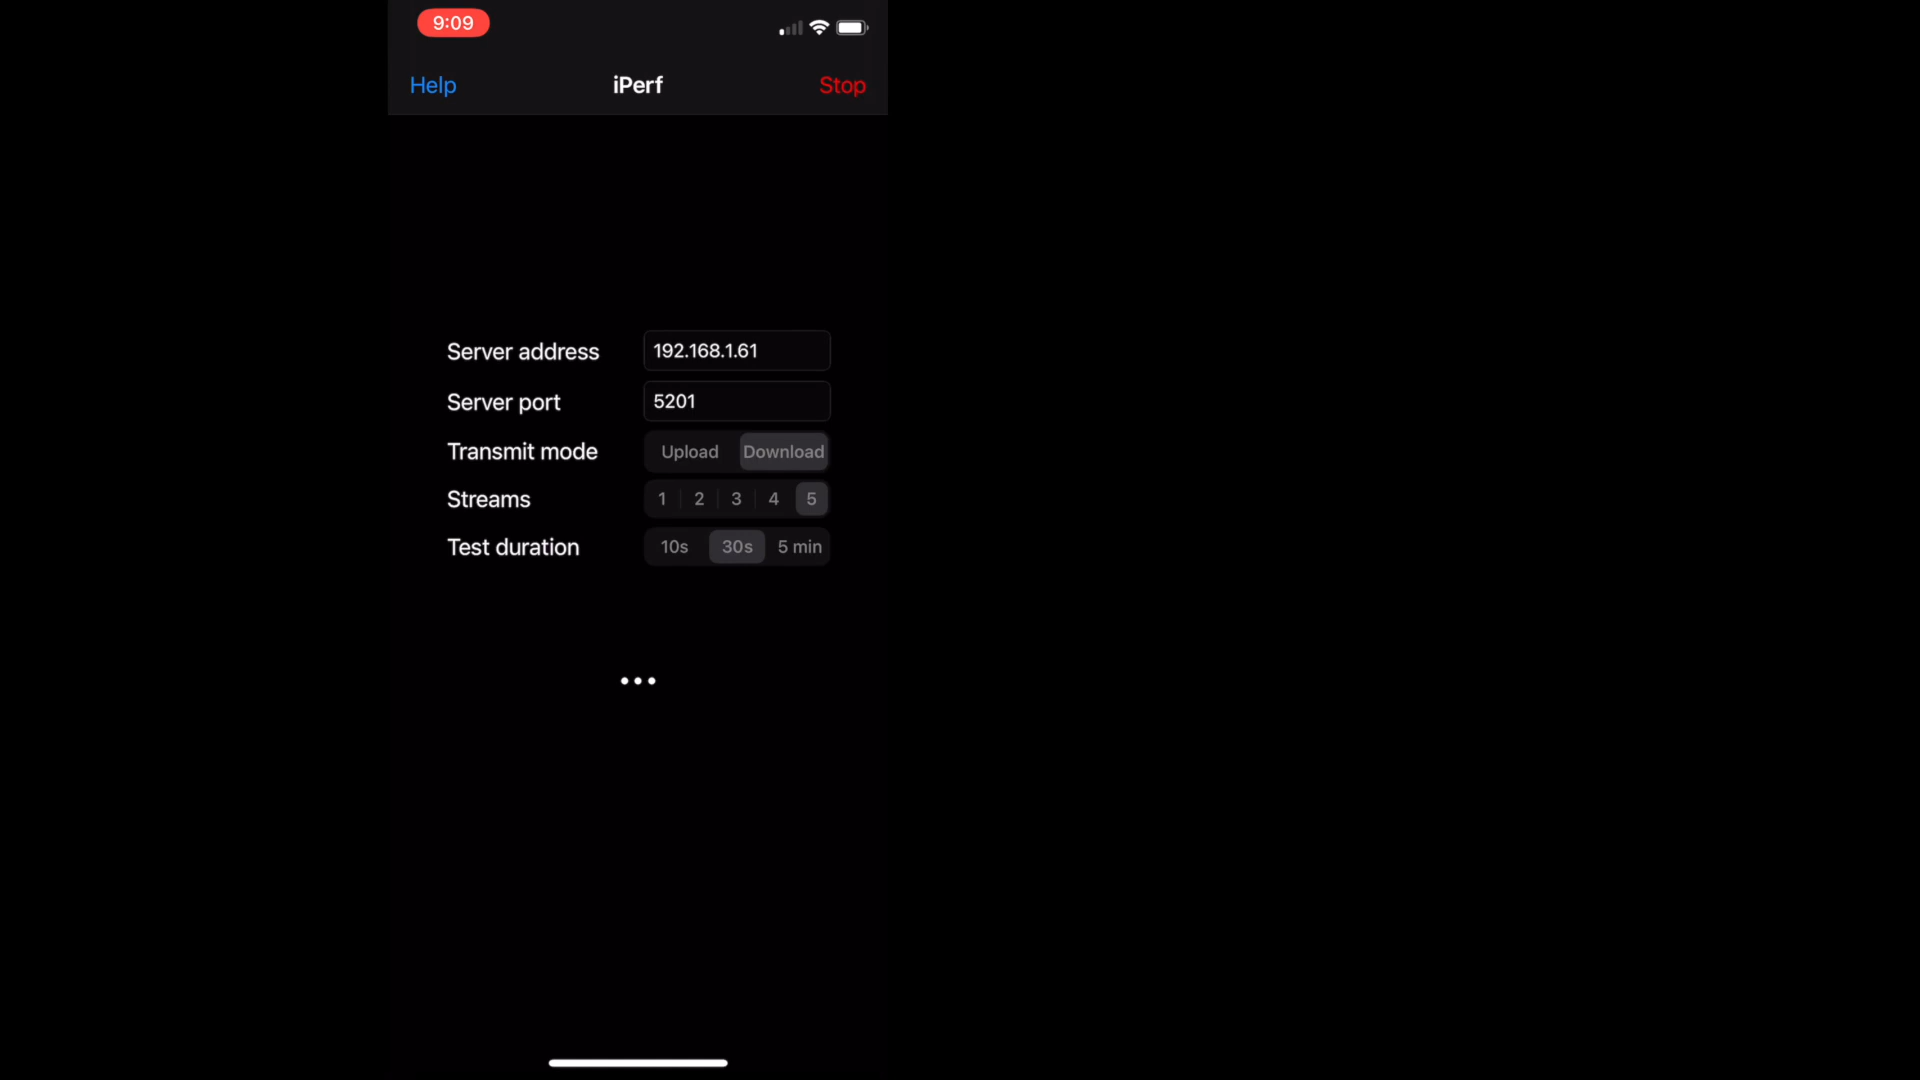 9:09
Help iPerf Stop
Server address 192.168.1.61
Server port 5201
Transmit mode Upload Download
Streams 1 2 3 4 5
Test duration 10s 30s 5 min